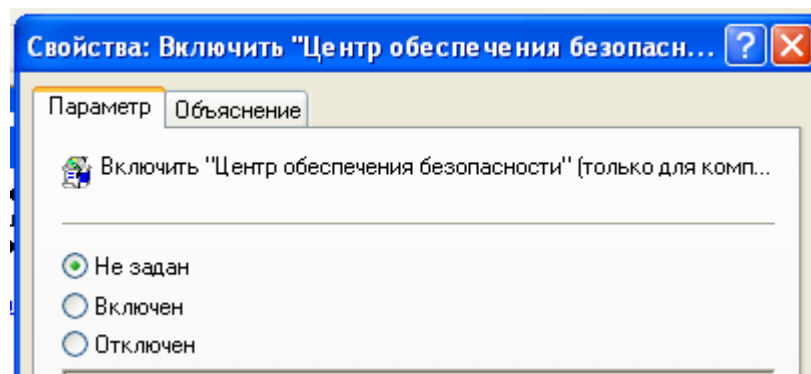 Свойства: Включить "Центр обеспечения безопасн...
Параметр Объяснение
Включить "Центр обеспечения безопасности" (только для комп...
Не задан
Включен
Отключен